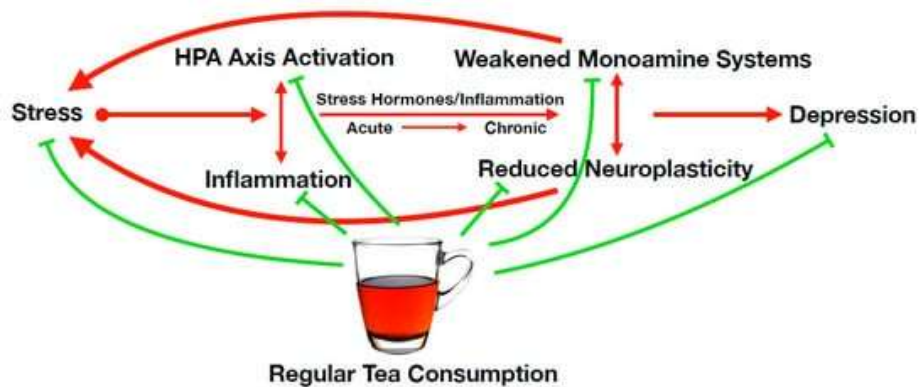 HPA Axis Activation
Weakened Monoamine Systems
Stress
Stress Hormones/Inflammation
Acute
Chronic
Depression
Inflammation
Reduced Neuroplasticity
Regular Tea Consumption